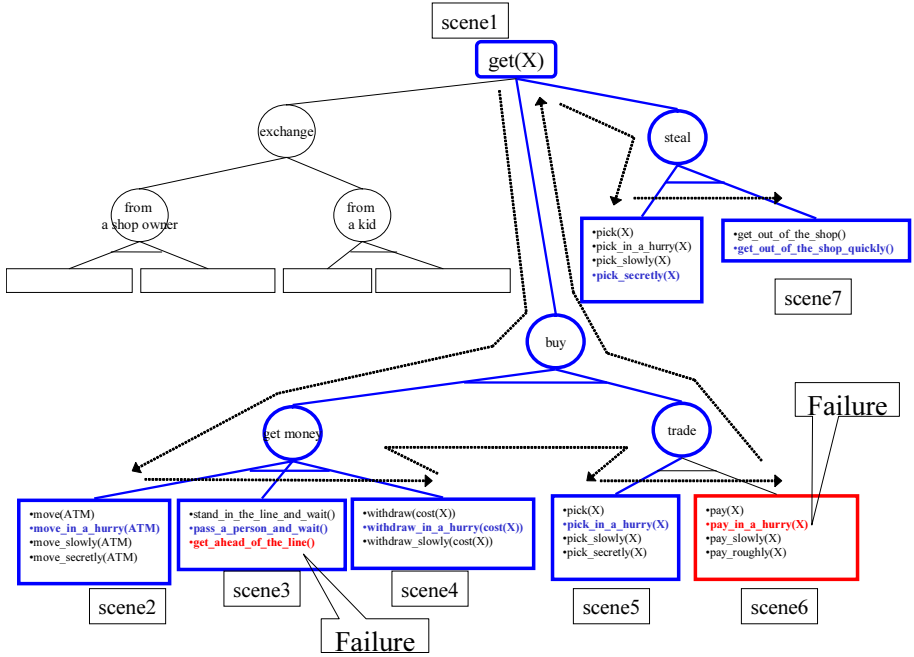 scene1
get(X)
exchange
steal
from
a shop owner
from
a kid
•pick(X)
•pick_in_a_hurry(X)
•pick_slowly(X)
•pick_secretly(X)
•get_out_of_the_shop()
•get_out_of_the_shop_quickly()
scene7
buy
Failure
get money
trade
•move(ATM)
•move_in_a_hurry(ATM)
•move_slowly(ATM)
•move_secretly(ATM)
•stand_in_the_line_and_wait()
•pass_a_person_and_wait()
•get_ahead_of_the_line()
•withdraw(cost(X))
•withdraw_in_a_hurry(cost(X))
•withdraw_slowly(cost(X))
•pick(X)
•pick_in_a_hurry(X)
•pick_slowly(X)
•pick_secretly(X)
•pay(X)
•pay_in_a_hurry(X)
•pay_slowly(X)
•pay_roughly(X)
scene2
scene3
scene4
scene5
scene6
Failure